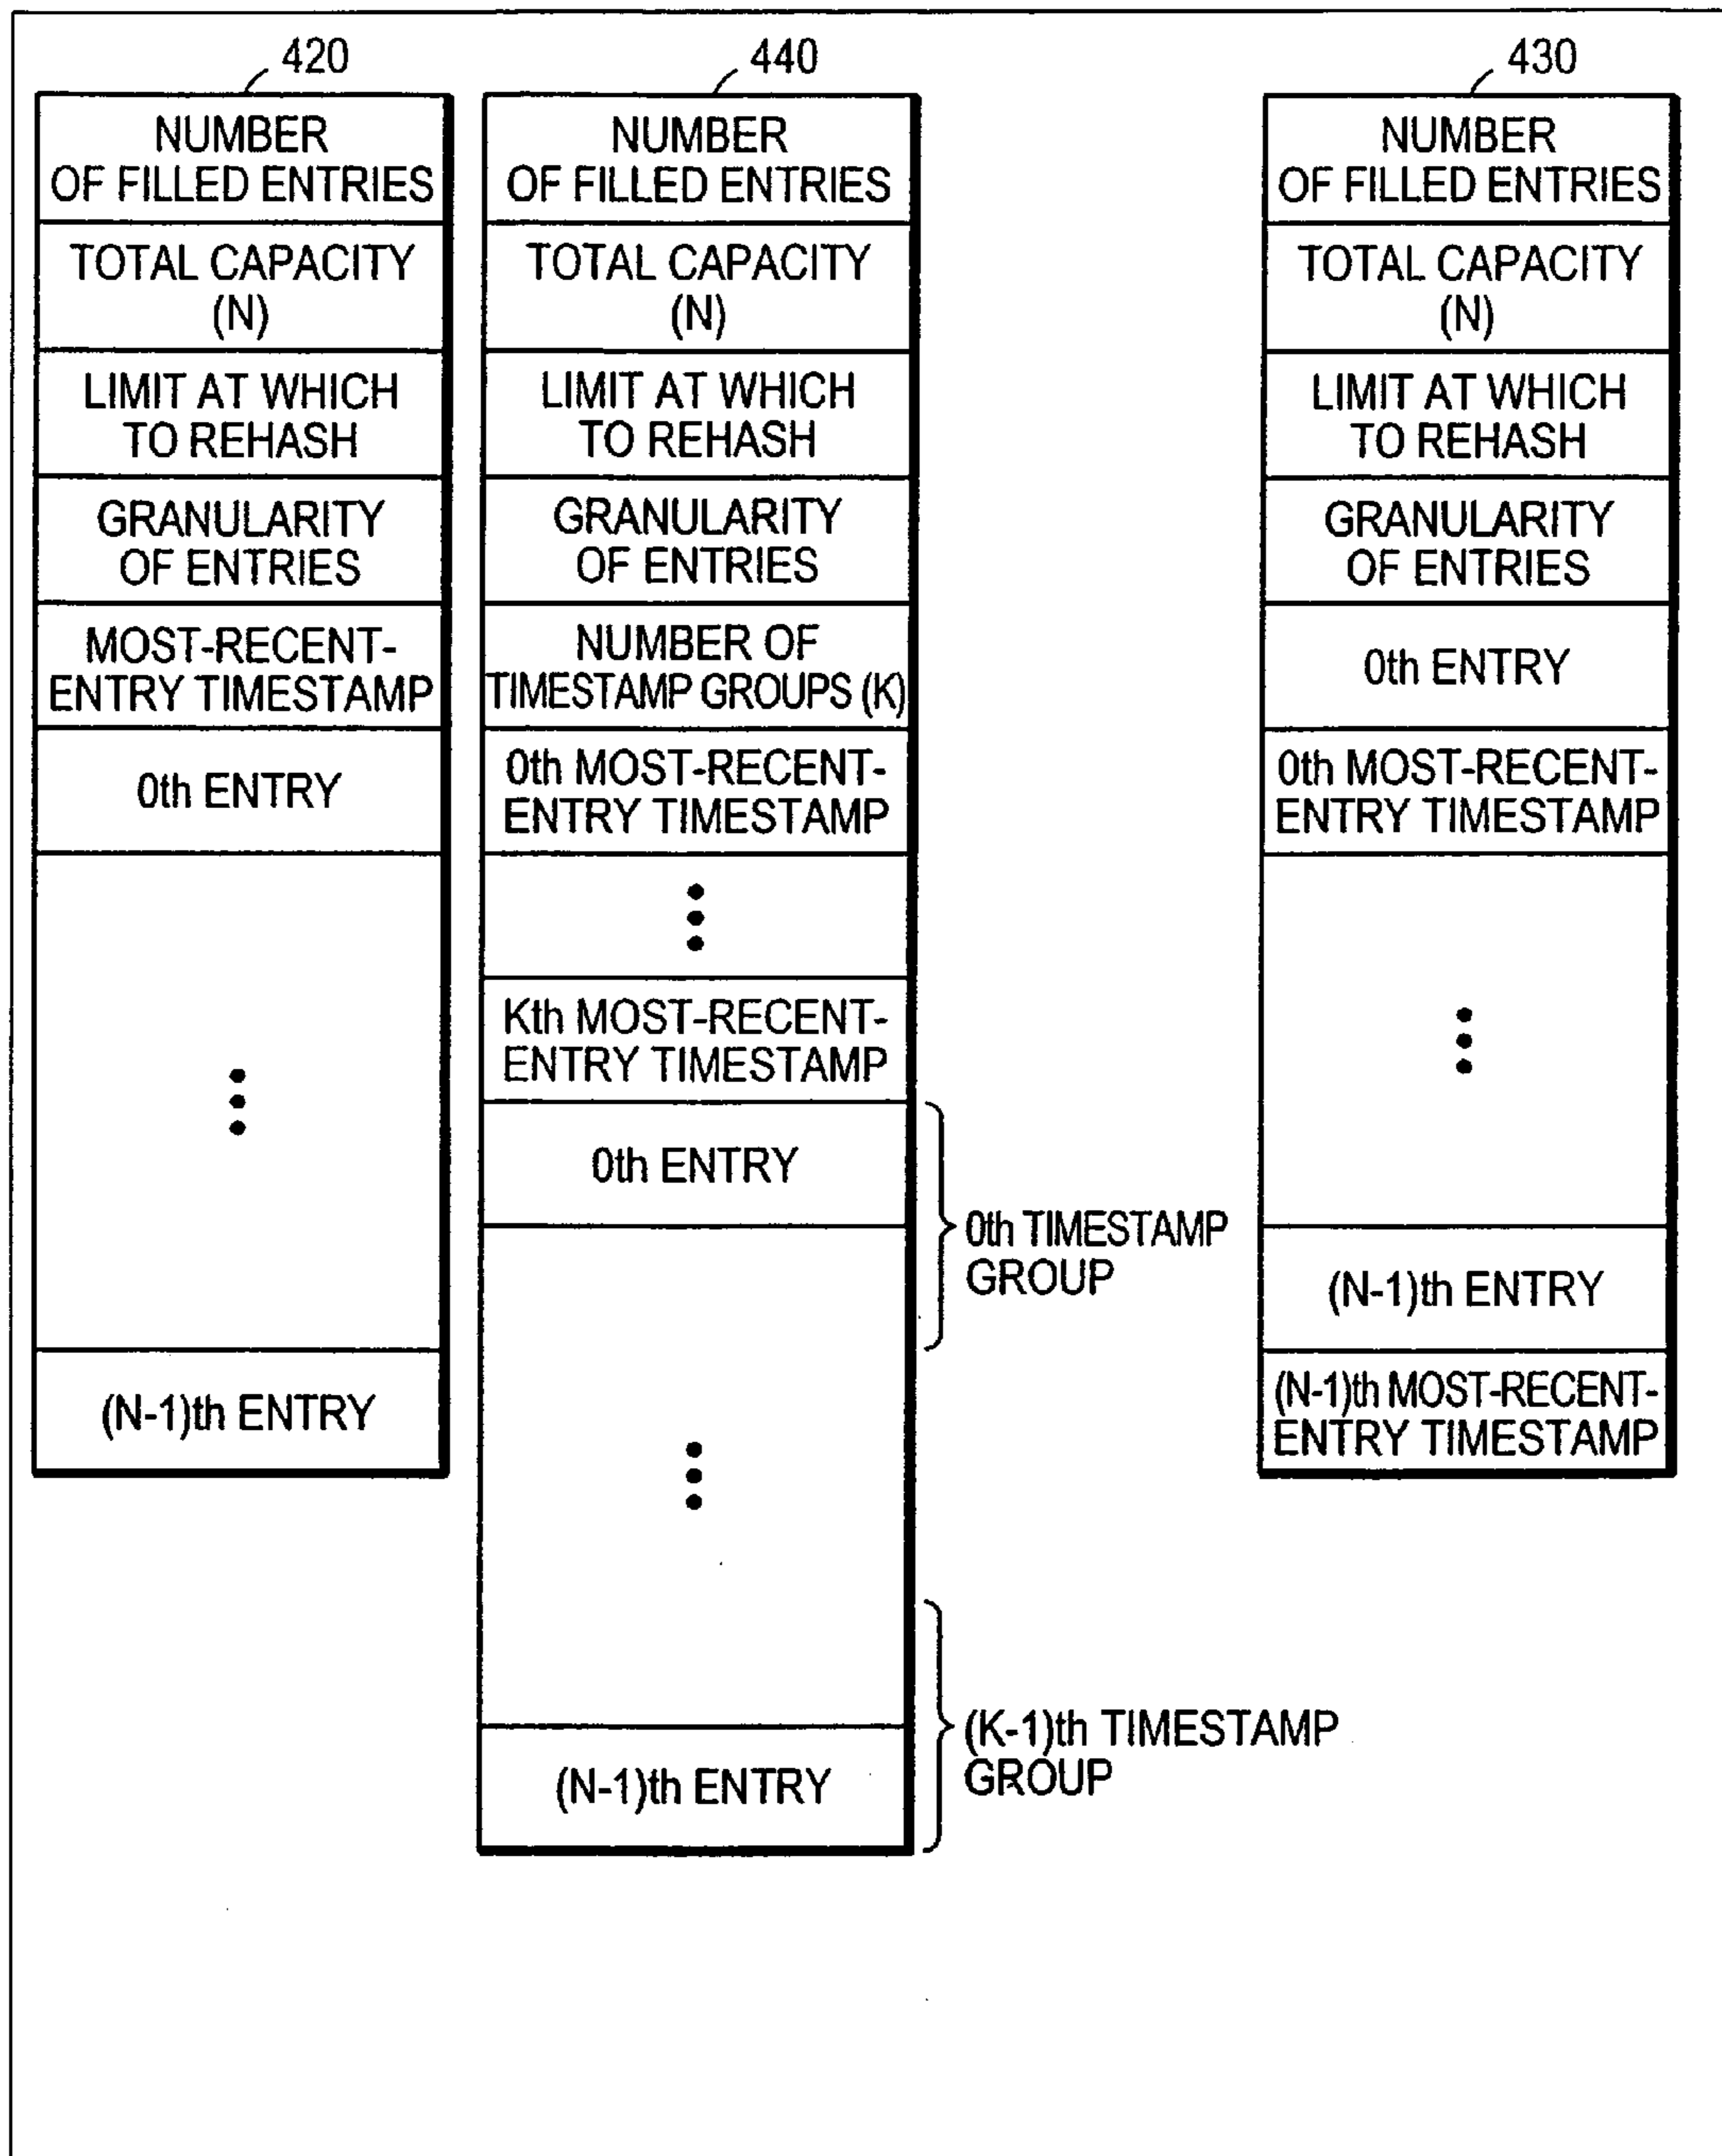 420
NUMBER
OF FILLED ENTRIES
TOTAL CAPACITY
(N)
LIMIT AT WHICH
TO REHASH
GRANULARITY
OF ENTRIES
MOST-RECENT-
ENTRY TIMESTAMP
0th ENTRY
(N-1)th ENTRY
440
NUMBER
OF FILLED ENTRIES
TOTAL CAPACITY
(N)
LIMIT AT WHICH
TO REHASH
GRANULARITY
OF ENTRIES
NUMBER OF
TIMESTAMP GROUPS (K)
0th MOST-RECENT-
ENTRY TIMESTAMP
Kth MOST-RECENT-
ENTRY TIMESTAMP
0th ENTRY
(N-1)th ENTRY
0th TIMESTAMP
GROUP
(K-1)th TIMESTAMP
GROUP
430
NUMBER
OF FILLED ENTRIES
TOTAL CAPACITY
(N)
LIMIT AT WHICH
TO REHASH
GRANULARITY
OF ENTRIES
0th ENTRY
0th MOST-RECENT-
ENTRY TIMESTAMP
(N-1)th ENTRY
(N-1)th MOST-RECENT-
ENTRY TIMESTAMP